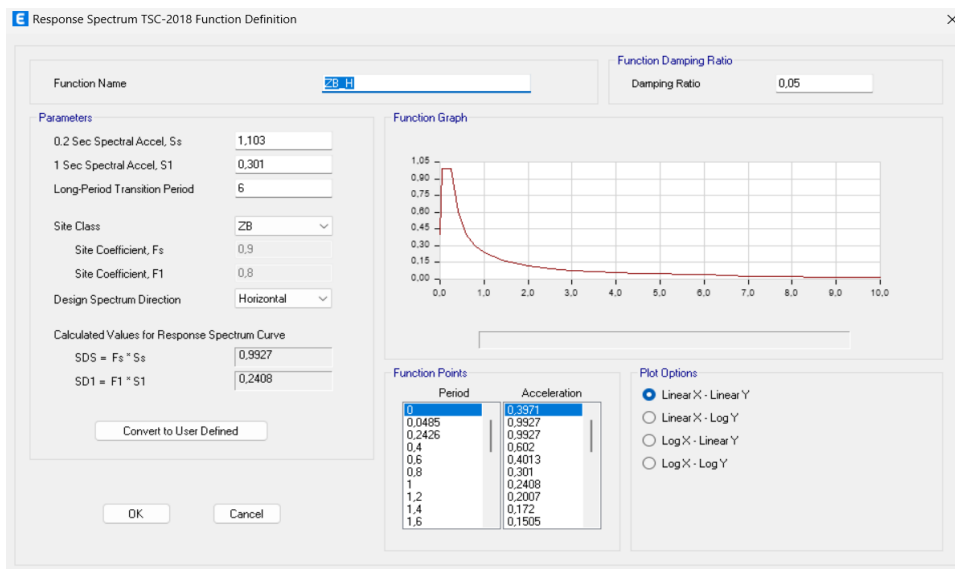 E Response Spectrum TSC-2018 Function Definition
Function Name ZB_H
Function Damping Ratio
Damping Ratio 0,05
Parameters
0.2 Sec Spectral Accel, Ss 1,103
1 Sec Spectral Accel, S1 0,301
Long-Period Transition Period 6
Site Class ZB
Site Coefficient, Fs 0,9
Site Coefficient, F1 0,8
Design Spectrum Direction Horizontal
Calculated Values for Response Spectrum Curve
SDS = Fs * Ss 0,9927
SD1 = F1 * S1 0,2408
Convert to User Defined
OK Cancel
Function Graph
1,05
0,90
0,75
0,60
0,45
0,30
0,15
0,00
0,0 1,0 2,0 3,0 4,0 5,0 6,0 7,0 8,0 9,0 10,0
Function Points
Period Acceleration
0 0,3971
0,0485 0,9927
0,2426 0,9927
0,4 0,602
0,6 0,4013
0,8 0,301
1 0,2408
1,2 0,2007
1,4 0,172
1,6 0,1505
Plot Options
Linear X - Linear Y
Linear X - Log Y
Log X - Linear Y
Log X - Log Y